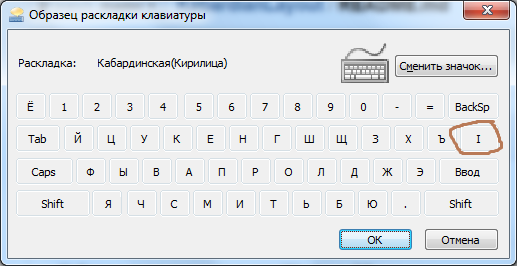 Образец раскладки клавиатуры
Раскладка: Кабардинская(Кирилица) Сменить значок...
Ё 1 2 3 4 5 6 7 8 9 0 - = BackSp
Tab Й Ц У К Е Н Г Ш Щ З Х Ъ I
Caps Ф Ы В А П Р О Л Д Ж Э Ввод
Shift Я Ч С М И Т Ь Б Ю . Shift
ОК Отмена